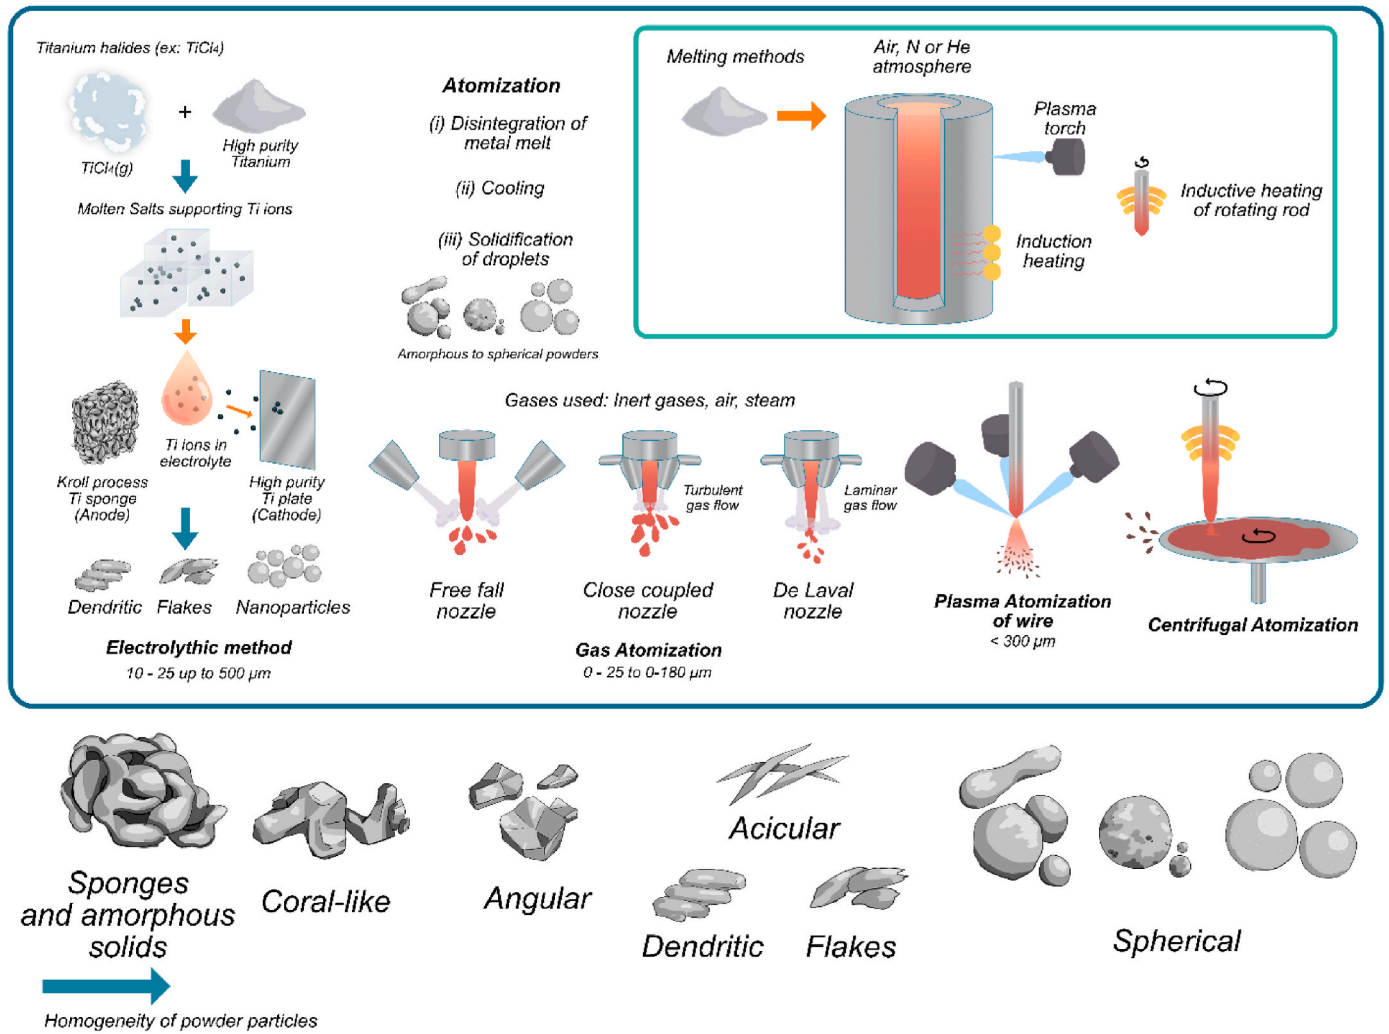 Titanium halides (ex: TiCl4)
+
TiCl4(g)
High purity
Titanium
Molten Salts supporting Ti ions
Kroll process
Ti sponge
(Anode)
Ti ions in
electrolyte
High purity
Ti plate
(Cathode)
Dendritic
Flakes
Nanoparticles
Electrolythic method
10 - 25 up to 500 µm
Atomization
(i) Disintegration of
metal melt
(ii) Cooling
(iii) Solidification
of droplets
Amorphous to spherical powders
Melting methods
Air, N or He
atmosphere
Plasma
torch
Induction
heating
Inductive heating
of rotating rod
Gases used: Inert gases, air, steam
Turbulent
gas flow
Laminar
gas flow
Free fall
nozzle
Close coupled
nozzle
De Laval
nozzle
Gas Atomization
0 - 25 to 0-180 µm
Plasma Atomization
of wire
< 300 µm
Centrifugal Atomization
Sponges
and amorphous
solids
Coral-like
Angular
Acicular
Dendritic
Flakes
Spherical
Homogeneity of powder particles